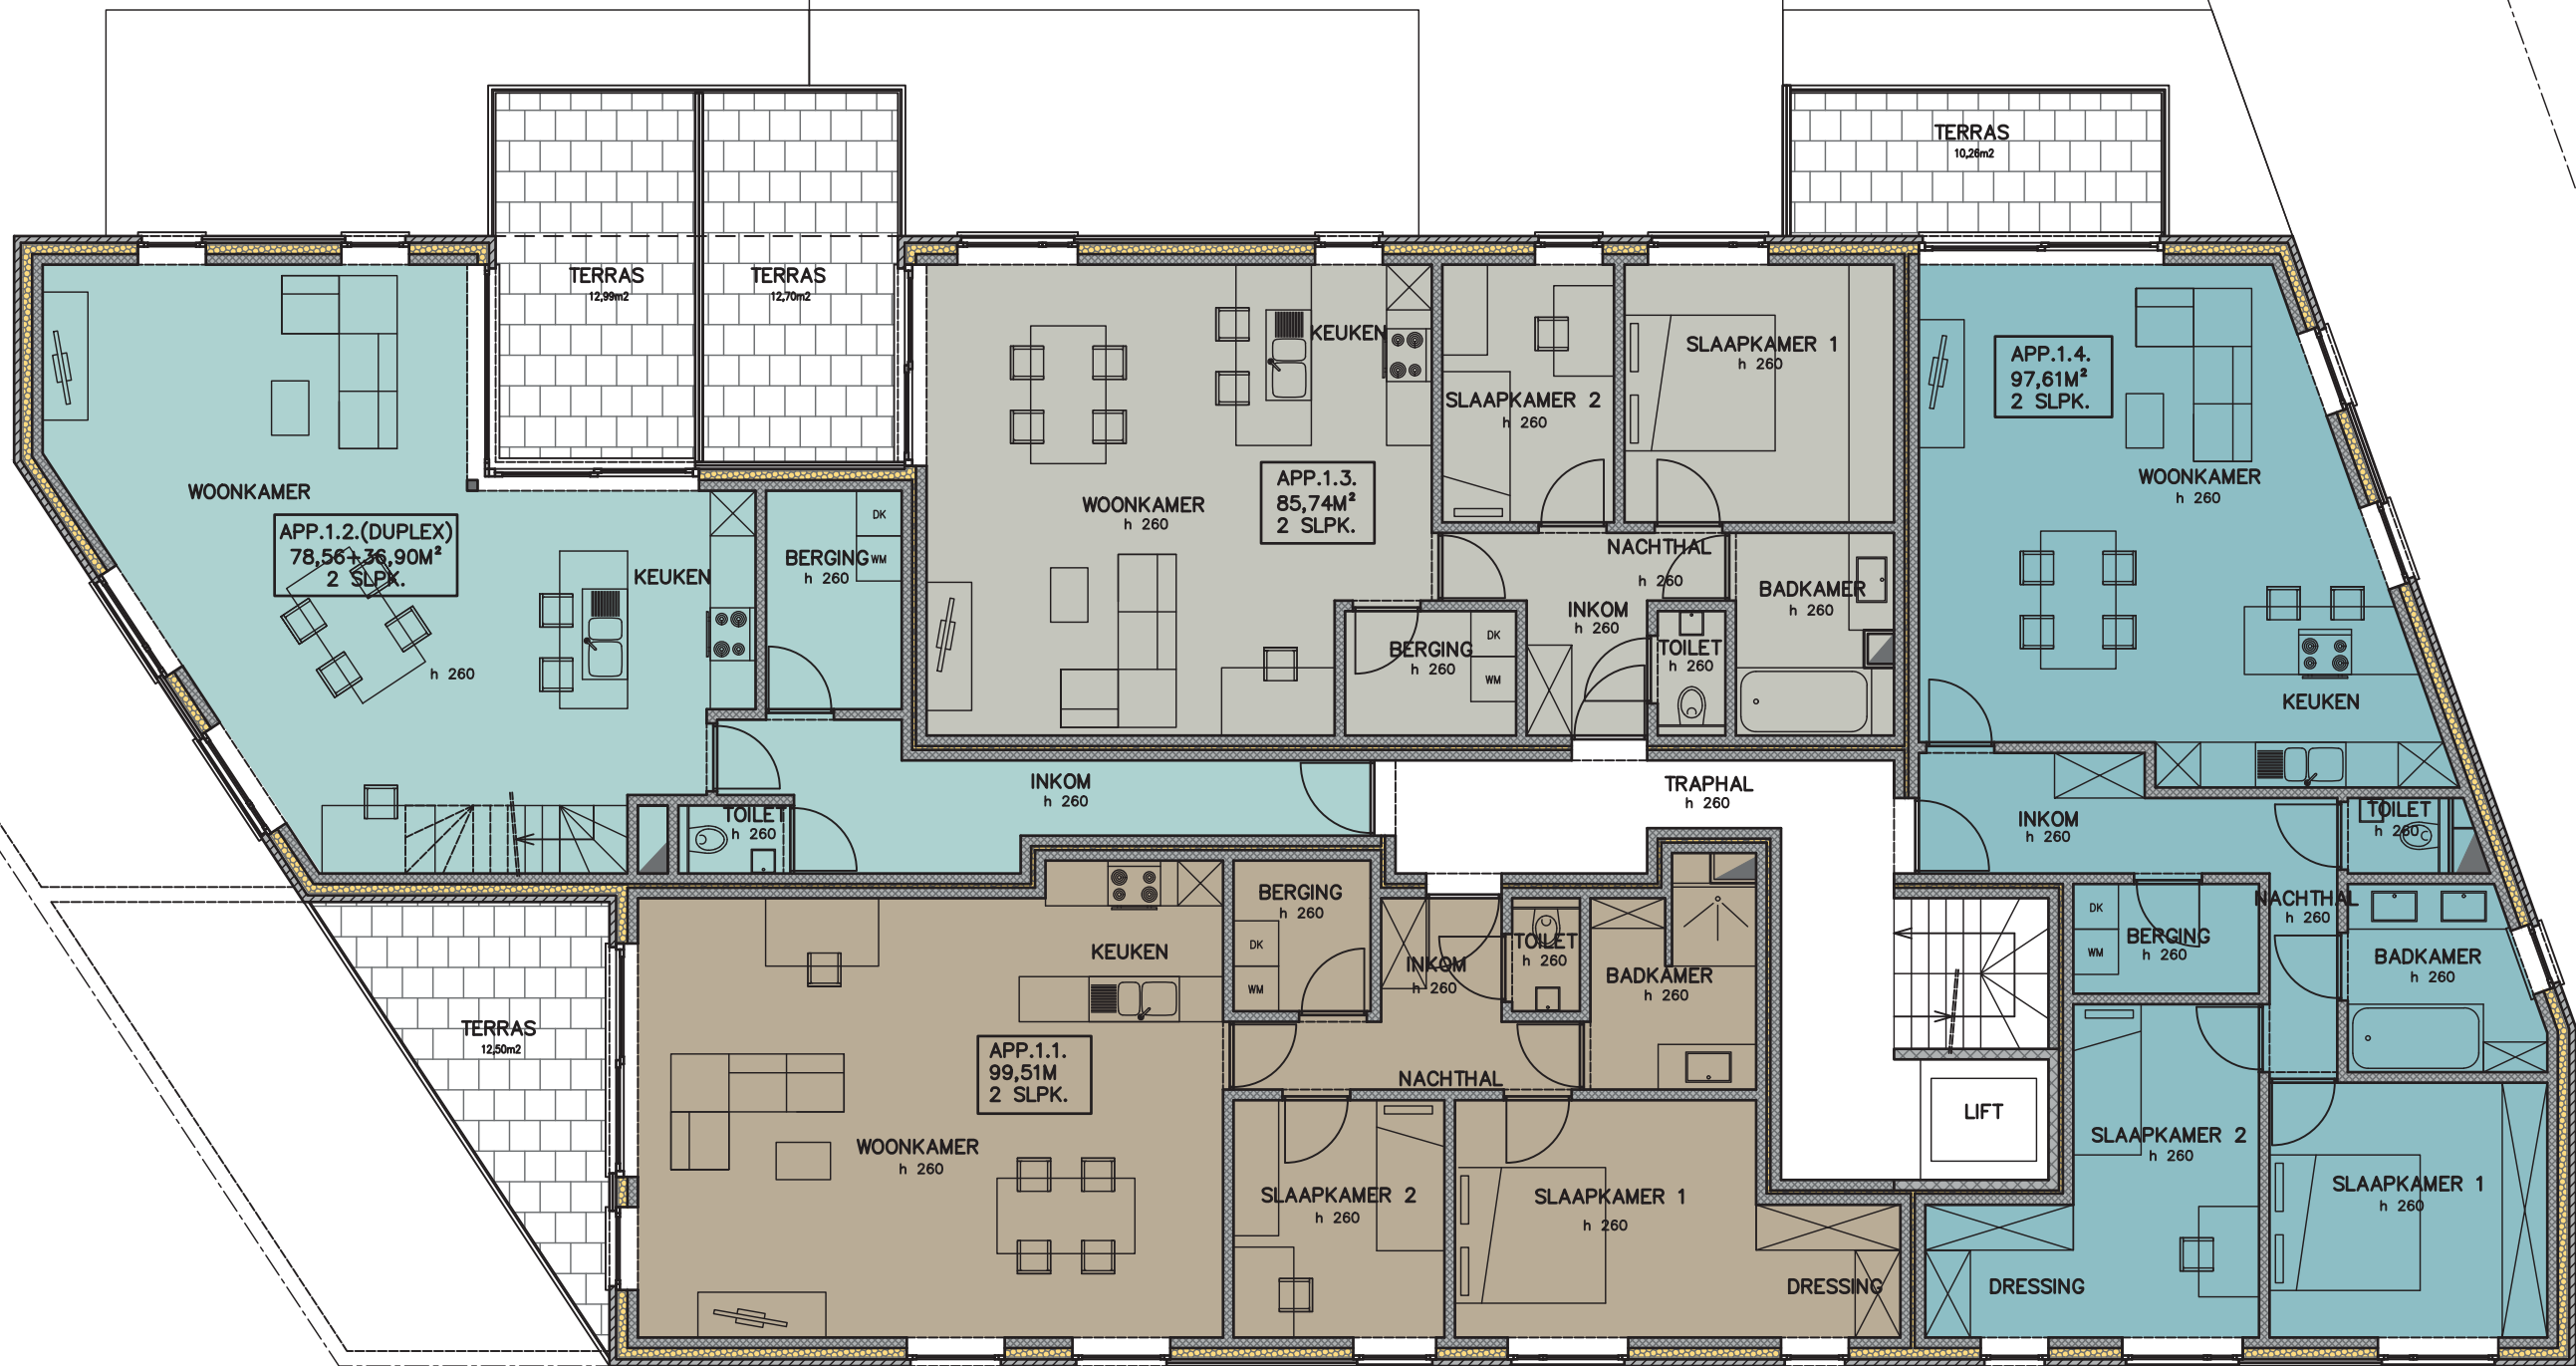 TERRAS
10,26m2
TERRAS
12,99m2
TERRAS
12,70m2
WOONKAMER
APP.1.2.(DUPLEX)
78,56+36,90M²
2 SLPK.
h 260
KEUKEN
BERGING
h 260
DK
WM
INKOM
h 260
TOILET
h 260
KEUKEN
WOONKAMER
h 260
APP.1.3.
85,74M²
2 SLPK.
SLAAPKAMER 2
h 260
SLAAPKAMER 1
h 260
NACHTHAL
h 260
BADKAMER
h 260
INKOM
h 260
TOILET
h 260
BERGING
h 260
DK
WM
TRAPHAL
h 260
APP.1.4.
97,61M²
2 SLPK.
WOONKAMER
h 260
KEUKEN
INKOM
h 260
TOILET
h 260
NACHTHAL
h 260
DK
WM
BERGING
h 260
BADKAMER
h 260
LIFT
SLAAPKAMER 2
h 260
SLAAPKAMER 1
h 260
DRESSING
TERRAS
12,50m2
KEUKEN
APP.1.1.
99,51M
2 SLPK.
WOONKAMER
h 260
BERGING
h 260
DK
WM
INKOM
h 260
TOILET
h 260
BADKAMER
h 260
NACHTHAL
SLAAPKAMER 2
h 260
SLAAPKAMER 1
h 260
DRESSING